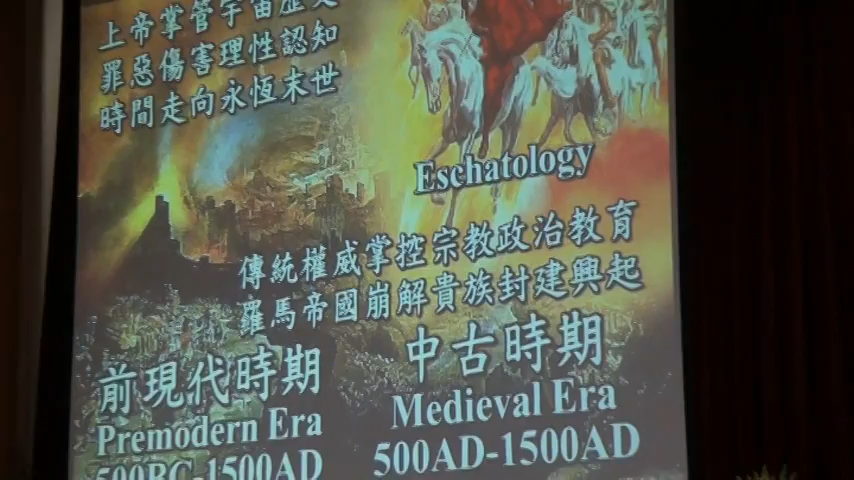 上帝掌管宇宙歷史
罪惡傷害理性認知
時間走向永恆末世
Eschatology
傳統權威掌控宗教政治教育
羅馬帝國崩解貴族封建興起
前現代時期
Premodern Era
500BC-1500AD
中古時期
Medieval Era
500AD-1500AD